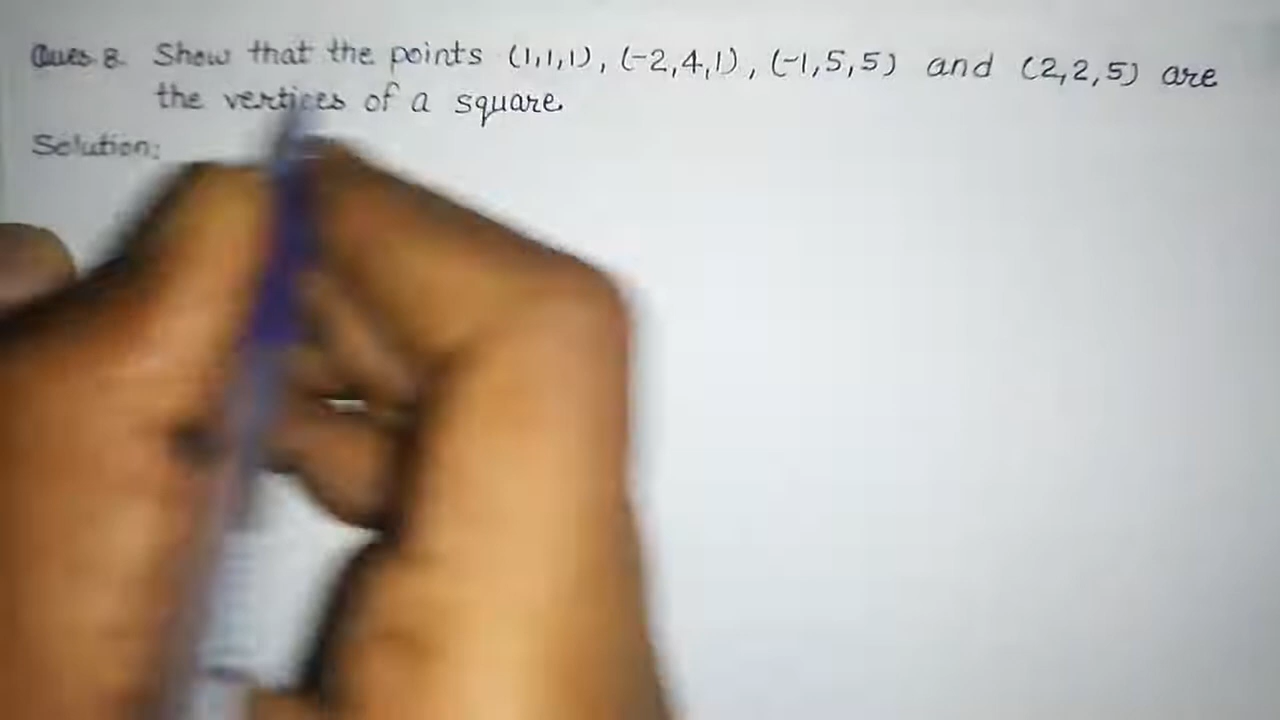 Ques. 8. Show that the points (1,1,1), (-2,4,1), (-1,5,5) and (2,2,5) are
the vertices of a square.
Solution: